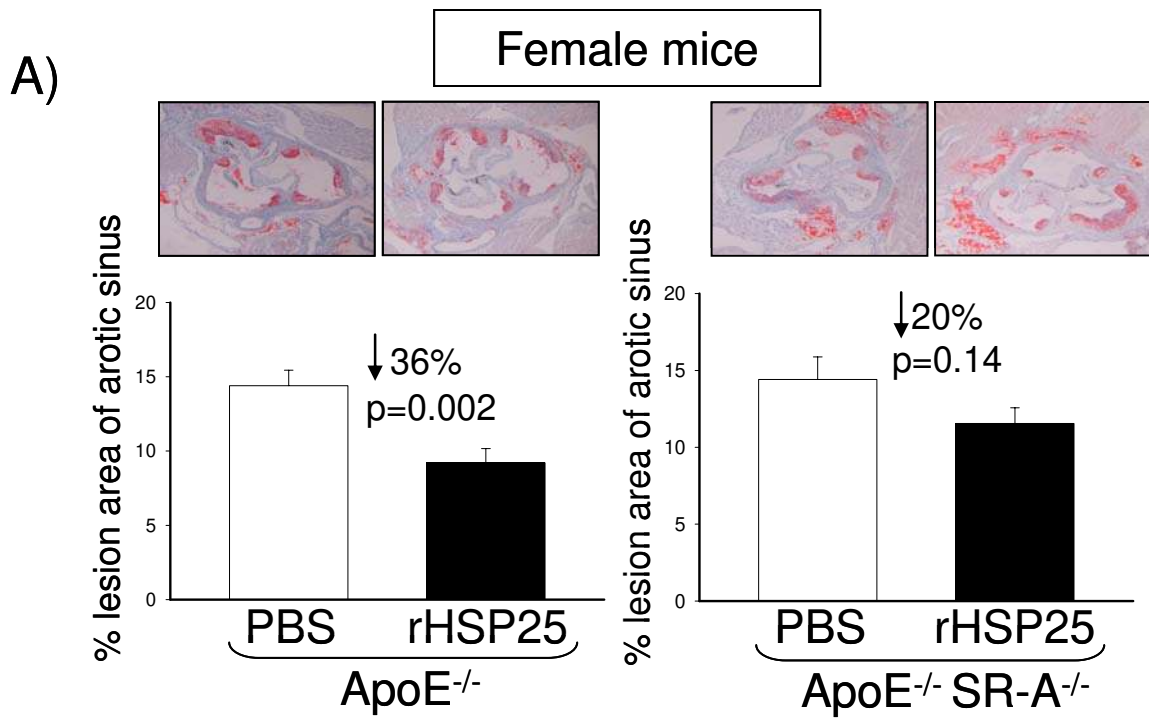 Female mice
A)
% lesion area of arotic sinus
20
15
10
5
0
↓ 36%
p=0.002
PBS rHSP25
ApoE-/-
% lesion area of arotic sinus
20
15
10
5
0
↓20%
p=0.14
PBS rHSP25
ApoE-/- SR-A-/-